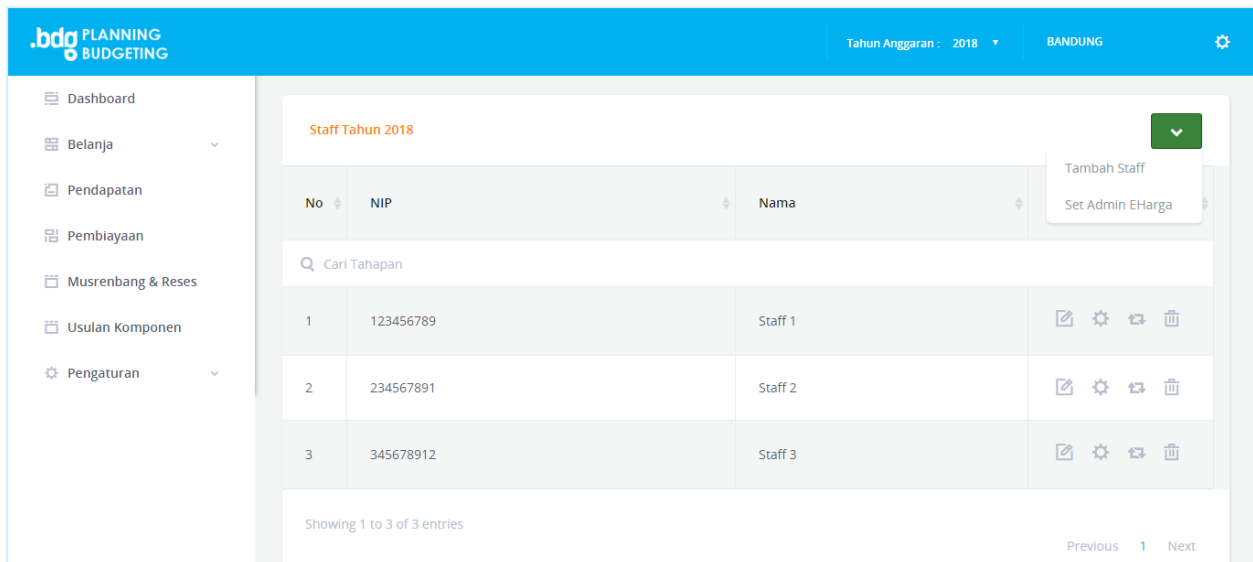 .bdg PLANNING BUDGETING
Tahun Anggaran : 2018
BANDUNG
Dashboard
Belanja
Pendapatan
Pembiayaan
Musrenbang & Reses
Usulan Komponen
Pengaturan
Staff Tahun 2018
Tambah Staff
Set Admin EHarga
No NIP Nama
Cari Tahapan
1 123456789 Staff 1
2 234567891 Staff 2
3 345678912 Staff 3
Showing 1 to 3 of 3 entries
Previous 1 Next